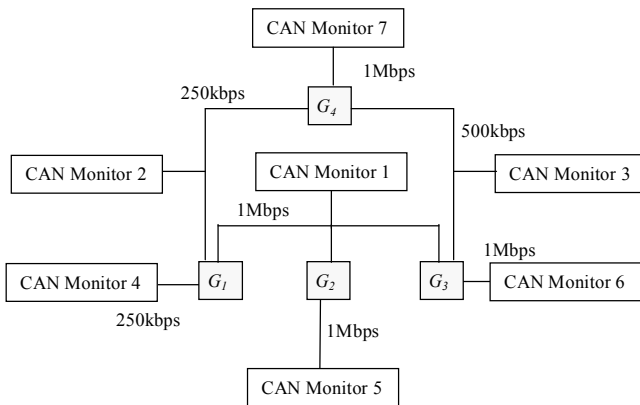 CAN Monitor 7
1Mbps
250kbps
G4
500kbps
CAN Monitor 2
CAN Monitor 1
CAN Monitor 3
1Mbps
1Mbps
CAN Monitor 4
G1
G2
G3
CAN Monitor 6
250kbps
1Mbps
CAN Monitor 5